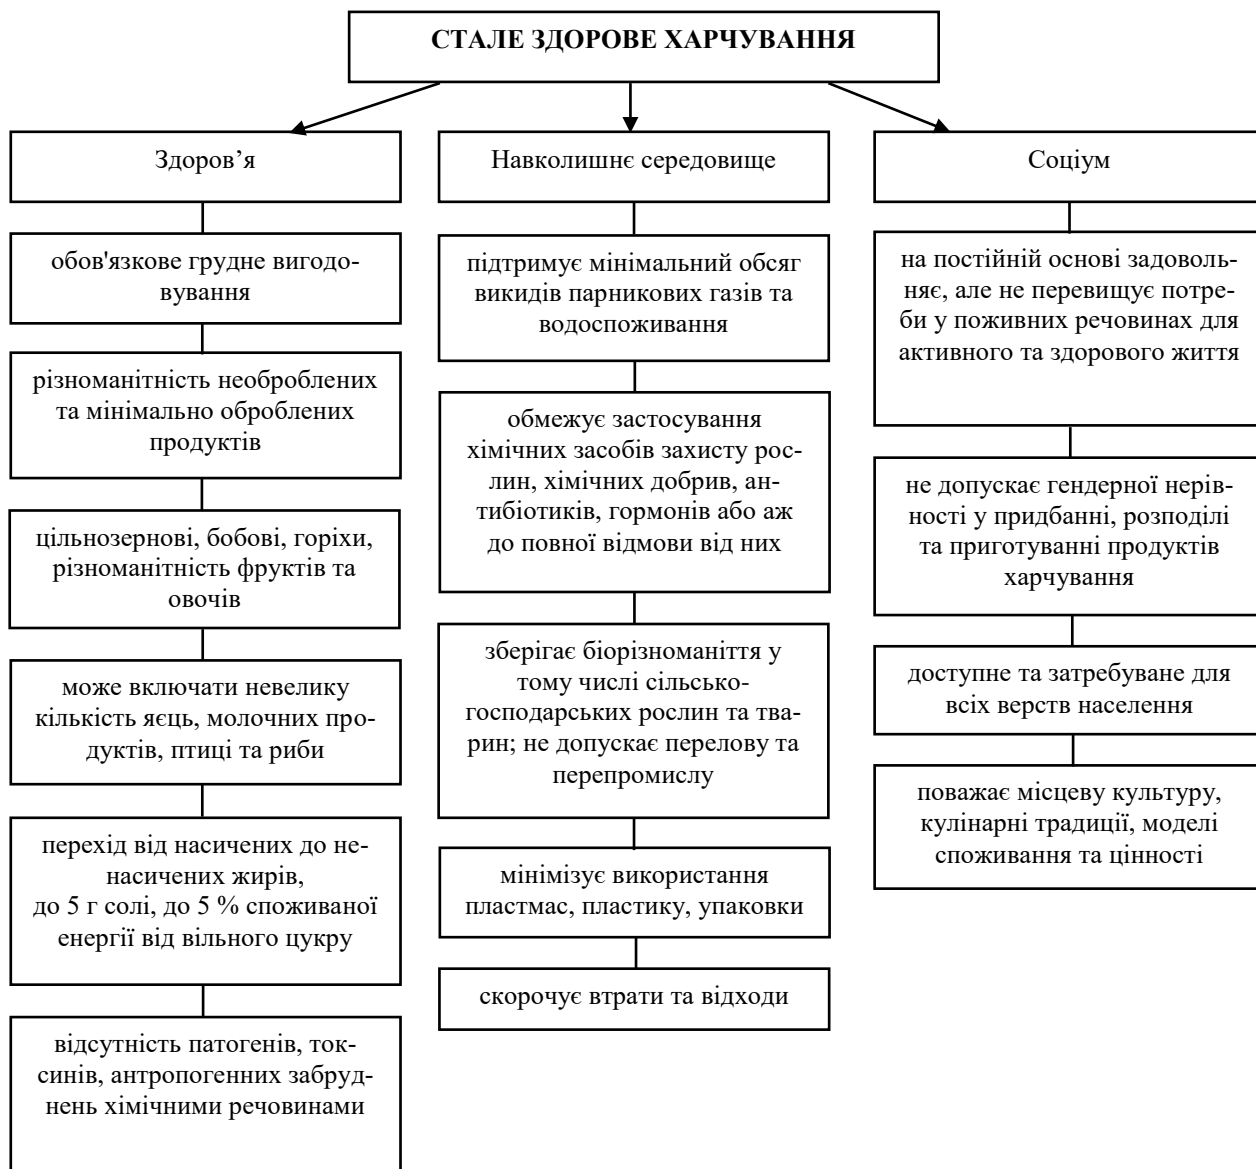 СТАЛЕ ЗДОРОВЕ ХАРЧУВАННЯ
Здоров’я
обов'язкове грудне вигодо-
вування
різноманітність необроблених
та мінімально оброблених
продуктів
цільнозернові, бобові, горіхи,
різноманітність фруктів та
овочів
може включати невелику
кількість яєць, молочних про-
дуктів, птиці та риби
перехід від насичених до не-
насичених жирів,
до 5 г солі, до 5 % споживаної
енергії від вільного цукру
відсутність патогенів, ток-
синів, антропогенних забруд-
нень хімічними речовинами
Навколишнє середовище
підтримує мінімальний обсяг
викидів парникових газів та
водоспоживання
обмежує застосування
хімічних засобів захисту рос-
лин, хімічних добрив, ан-
тибіотиків, гормонів або аж
до повної відмови від них
зберігає біорізноманіття у
тому числі сільсько-
господарських рослин та тва-
рин; не допускає перелову та
перепромислу
мінімізує використання
пластмас, пластику, упаковки
скорочує втрати та відходи
Соціум
на постійній основі задоволь-
няє, але не перевищує потре-
би у поживних речовинах для
активного та здорового життя
не допускає гендерної нерів-
ності у придбанні, розподілі
та приготуванні продуктів
харчування
доступне та затребуване для
всіх верств населення
поважає місцеву культуру,
кулінарні традиції, моделі
споживання та цінності